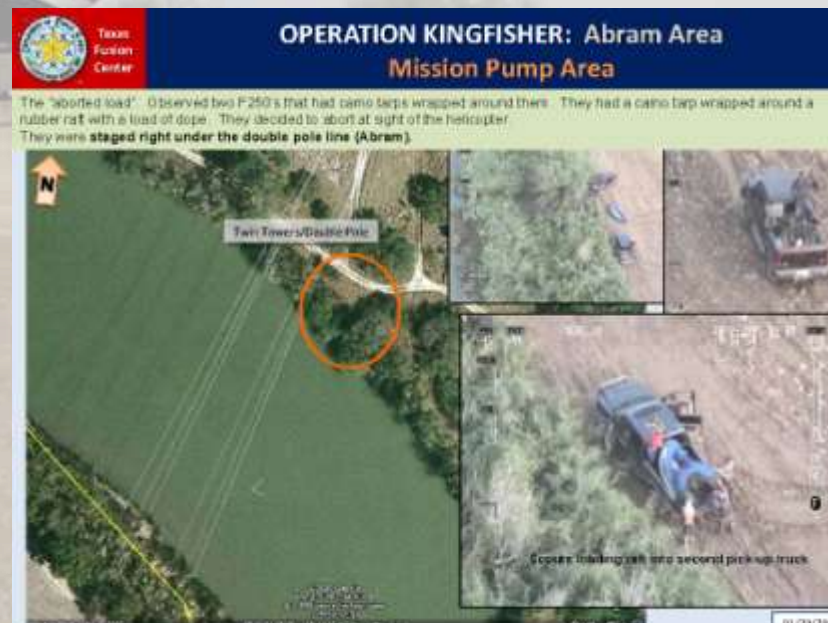 Texas
Fusion
Center
OPERATION KINGFISHER: Abram Area
Mission Pump Area
The "aborted load". Observed two F250's that had camo tarps wrapped around them. They had a camo tarp wrapped around a
rubber raft with a load of dope. They decided to abort at sight of the helicopter
They were staged right under the double pole line (Abram).
N
Twin Towers/Double Pole
Scouts loading raft into second pick-up truck